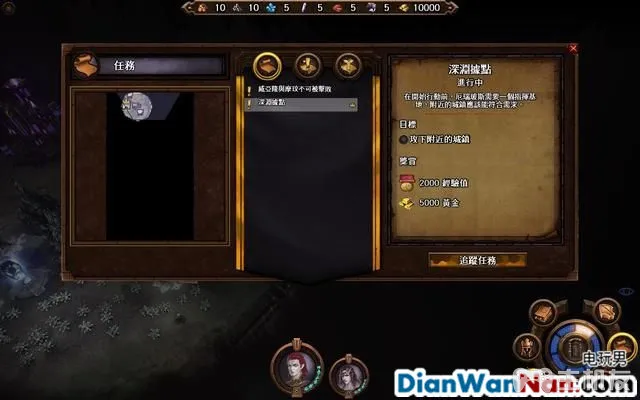 10 10 5 5 5 5 10000
任務
威亞隆與摩玟不可被擊敗
深淵據點
深淵據點
進行中
在開始行動前，尼瑞媛斯需要一個指揮基
地。附近的城鎮應該能符合需求。
目標
攻下附近的城鎮
獎賞
2000 經驗值
5000 黃金
追蹤任務
电玩男
DianWanNan.com